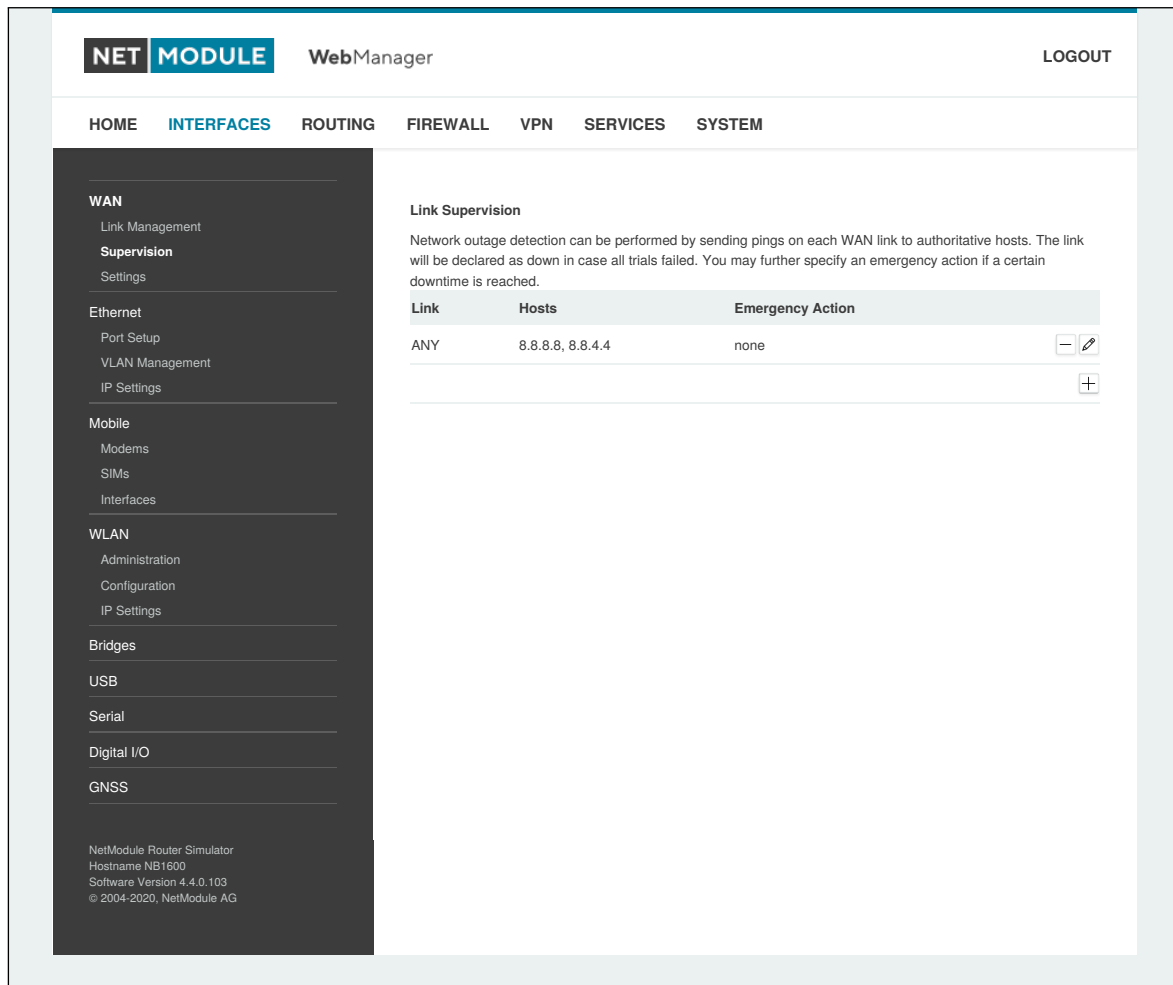 NET MODULE WebManager LOGOUT
HOME INTERFACES ROUTING FIREWALL VPN SERVICES SYSTEM
WAN
Link Management
Supervision
Settings
Ethernet
Port Setup
VLAN Management
IP Settings
Mobile
Modems
SIMs
Interfaces
WLAN
Administration
Configuration
IP Settings
Bridges
USB
Serial
Digital I/O
GNSS
NetModule Router Simulator
Hostname NB1600
Software Version 4.4.0.103
© 2004-2020, NetModule AG
Link Supervision
Network outage detection can be performed by sending pings on each WAN link to authoritative hosts. The link
will be declared as down in case all trials failed. You may further specify an emergency action if a certain
downtime is reached.
Link Hosts Emergency Action
ANY 8.8.8.8, 8.8.4.4 none